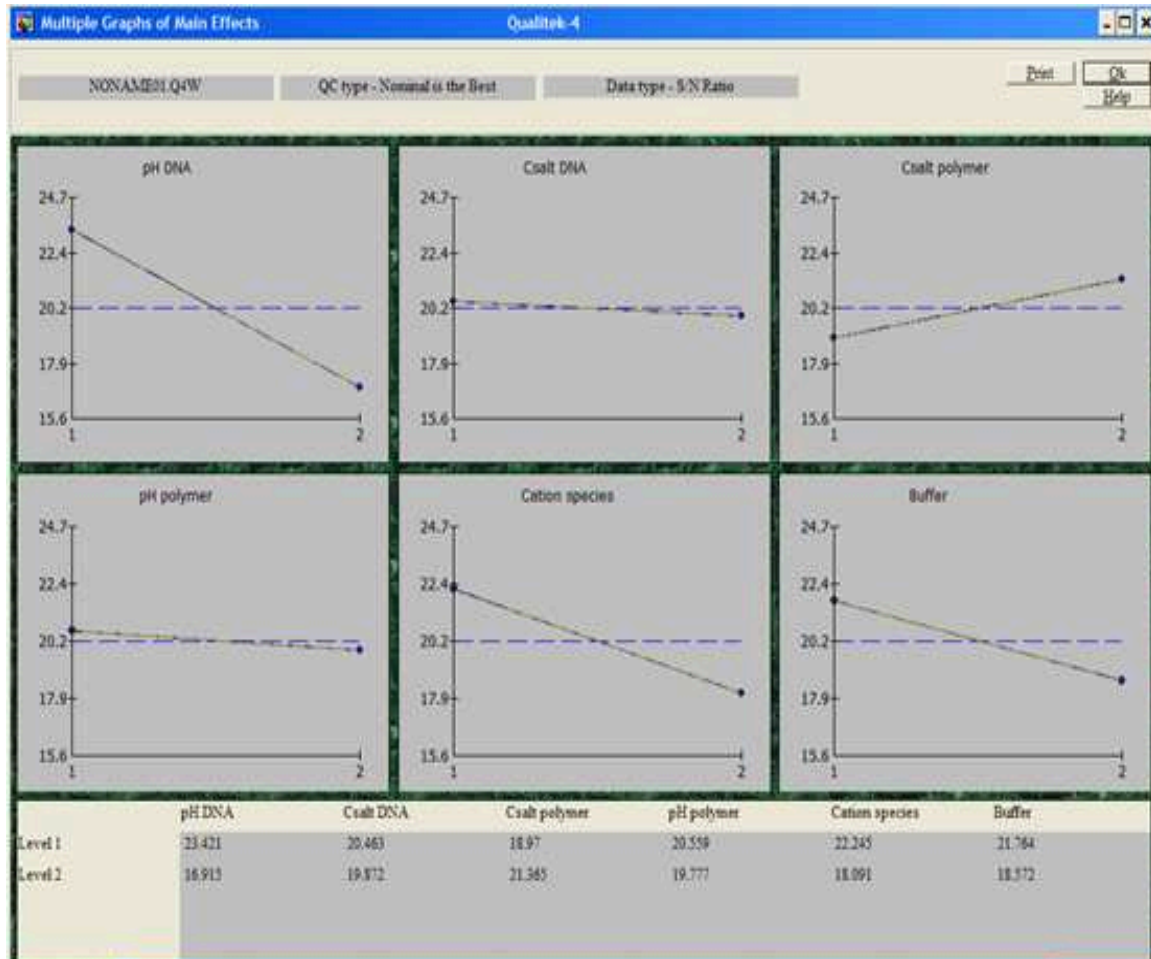 Multiple Graphs of Main Effects Qualitek-4
NONAME01.Q4W QC type - Nominal is the Best Data type - S/N Ratio Print Ok
Help
pH DNA Csalt DNA Csalt polymer
24.7 24.7 24.7
22.4 22.4 22.4
20.2 20.2 20.2
17.9 17.9 17.9
15.6 15.6 15.6
1 2 1 2 1 2
pH polymer Cation species Buffer
24.7 24.7 24.7
22.4 22.4 22.4
20.2 20.2 20.2
17.9 17.9 17.9
15.6 15.6 15.6
1 2 1 2 1 2
pH DNA Csalt DNA Csalt polymer pH polymer Cation species Buffer
Level 1 23.421 20.463 18.97 20.559 22.245 21.764
Level 2 16.915 19.872 21.365 19.777 18.091 18.572